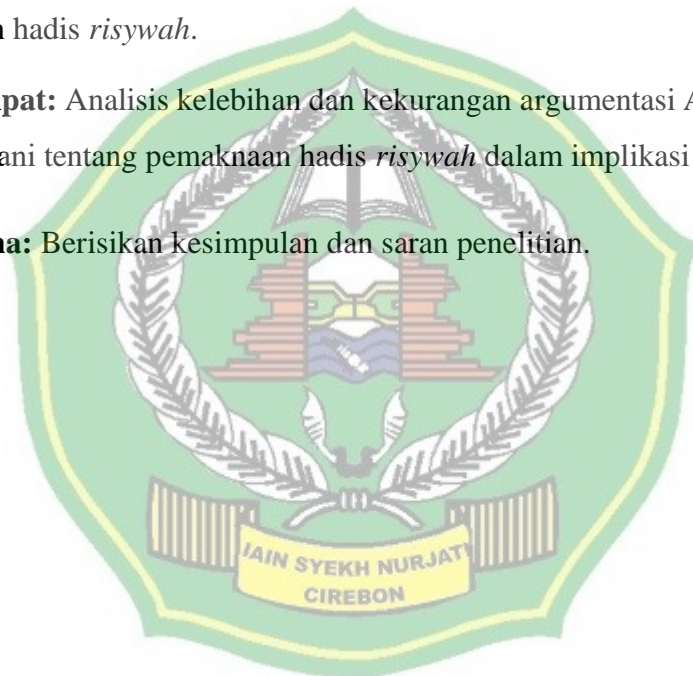 hadis risywah.
pat: Analisis kelebihan dan kekurangan argumentasi
ani tentang pemaknaan hadis risywah dalam implikasi
na: Berisikan kesimpulan dan saran penelitian.
IAIN SYEKH NURJATI
CIREBON